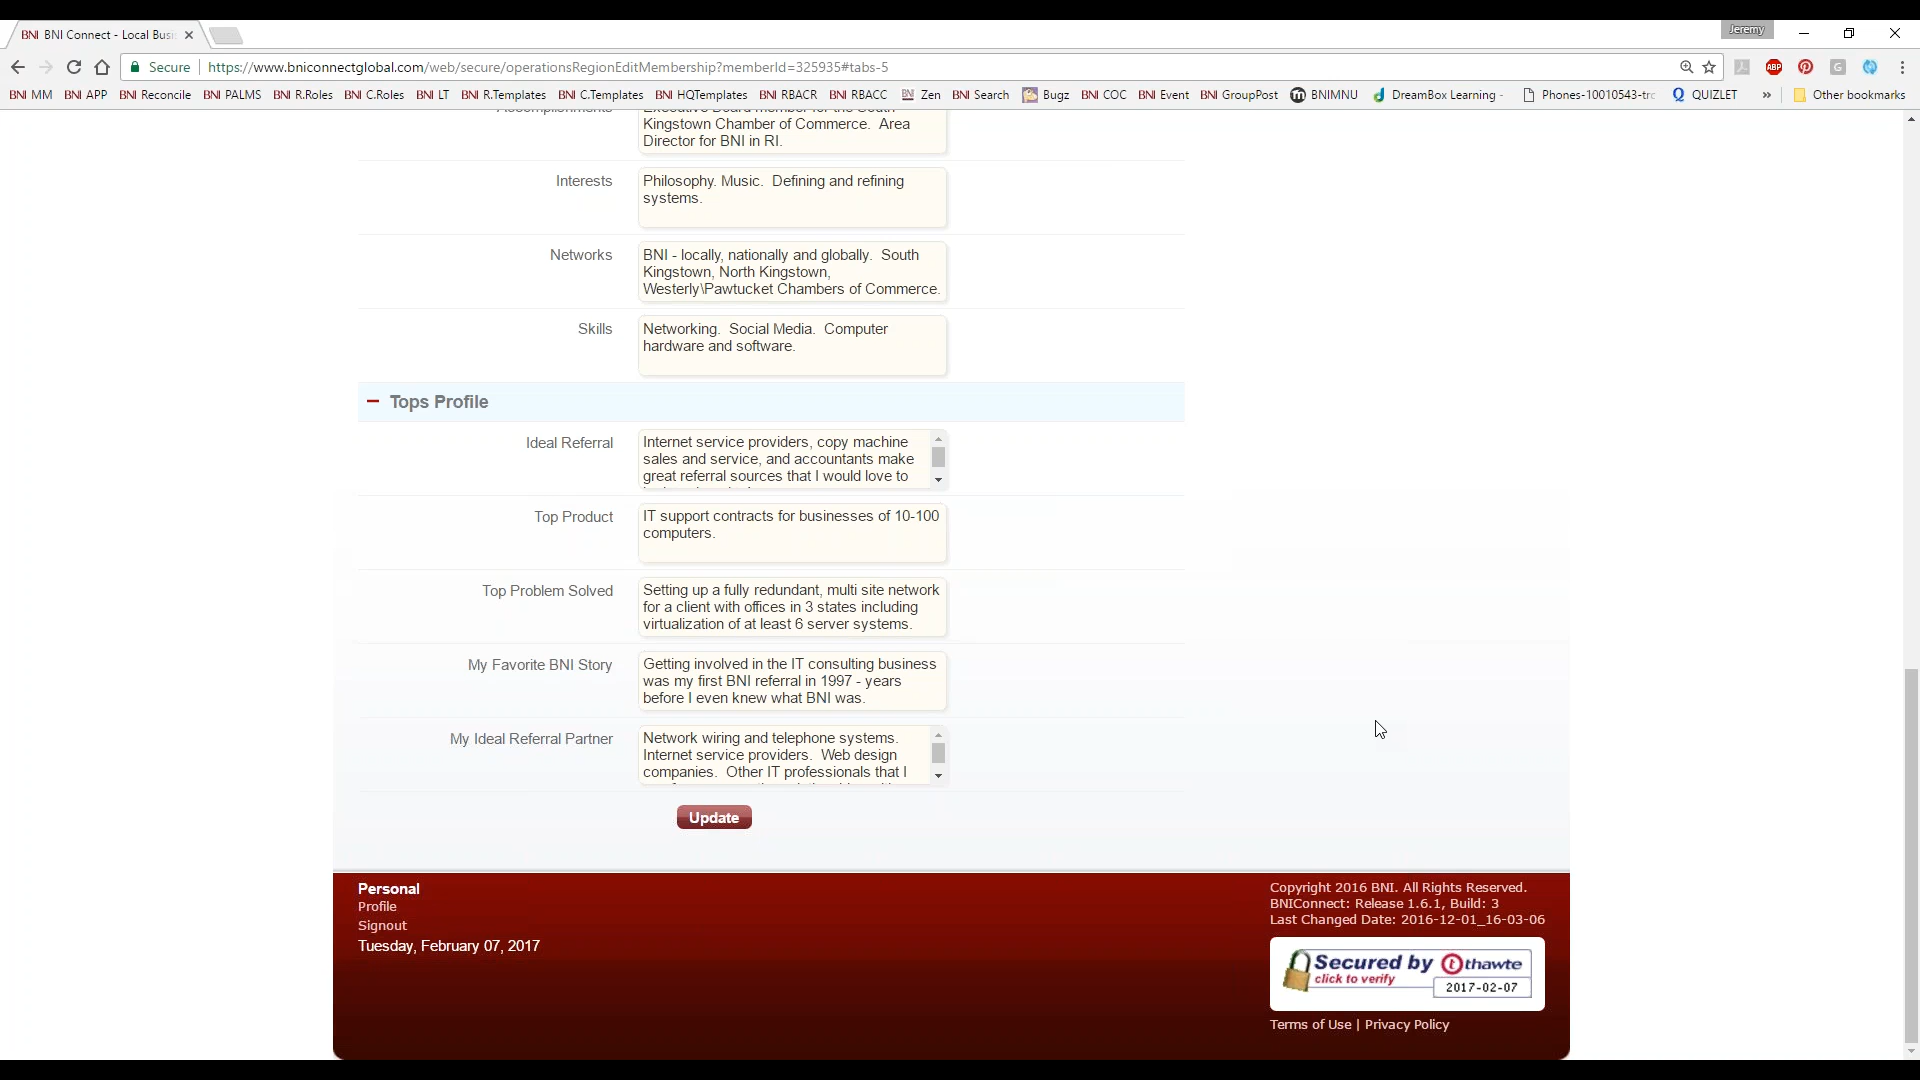 BNI BNI Connect - Local Busi
Jeremy
Secure https://www.bniconnectglobal.com/web/secure/operationsRegionEditMembership?memberId=325935#tabs-5
ABP
G
BNI MM BNI APP BNI Reconcile BNI PALMS BNI R.Roles BNI C.Roles BNI LT BNI R.Templates BNI C.Templates BNI HQTemplates BNI RBACR BNI RBACC BNI Zen BNI Search Bugz BNI COC BNI Event BNI GroupPost BNIMNU DreamBox Learning - Phones-10010543-tr QUIZLET » Other bookmarks
Accomplishments
Executive Board member for the South
Kingstown Chamber of Commerce. Area
Director for BNI in RI.
Interests
Philosophy. Music. Defining and refining
systems.
Networks
BNI - locally, nationally and globally. South
Kingstown, North Kingstown,
Westerly\Pawtucket Chambers of Commerce.
Skills
Networking. Social Media. Computer
hardware and software.
Tops Profile
Ideal Referral
Internet service providers, copy machine
sales and service, and accountants make
great referral sources that I would love to
Top Product
IT support contracts for businesses of 10-100
computers.
Top Problem Solved
Setting up a fully redundant, multi site network
for a client with offices in 3 states including
virtualization of at least 6 server systems.
My Favorite BNI Story
Getting involved in the IT consulting business
was my first BNI referral in 1997 - years
before I even knew what BNI was.
My Ideal Referral Partner
Network wiring and telephone systems.
Internet service providers. Web design
companies. Other IT professionals that I
Update
Personal
Profile
Signout
Tuesday, February 07, 2017
Copyright 2016 BNI. All Rights Reserved.
BNIConnect: Release 1.6.1, Build: 3
Last Changed Date: 2016-12-01_16-03-06
Secured by thawte
click to verify
2017-02-07
Terms of Use | Privacy Policy